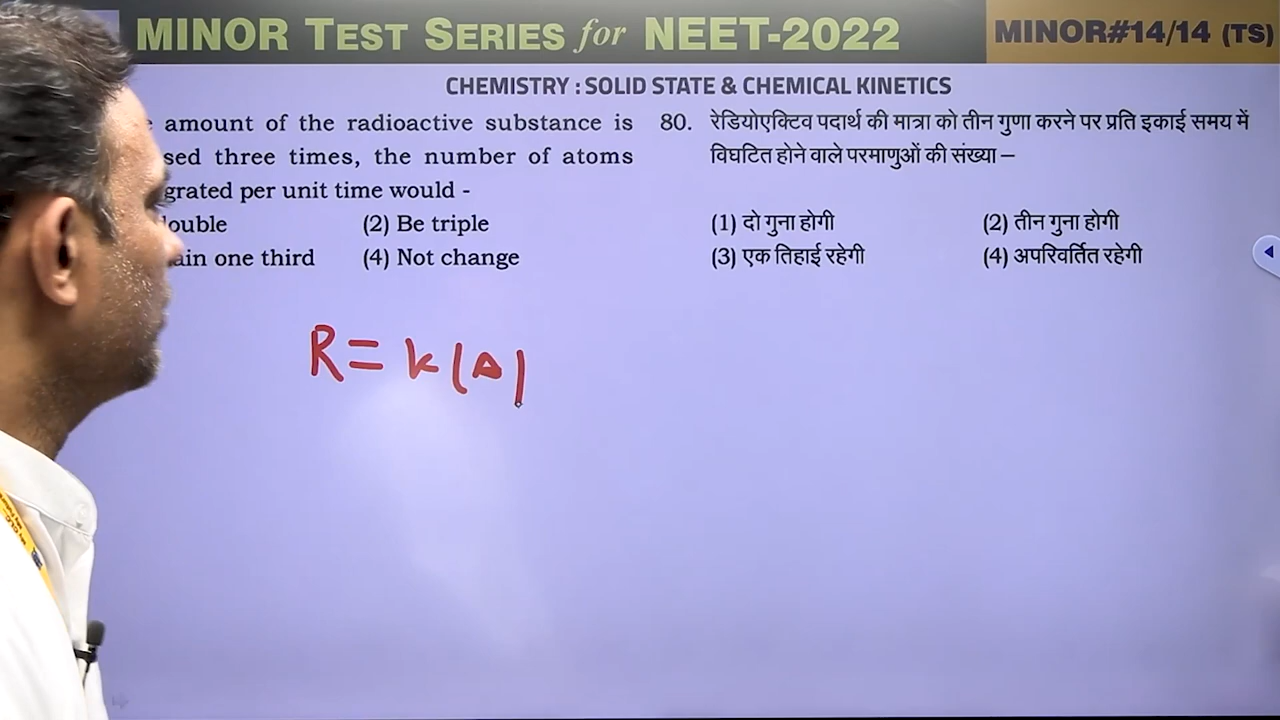 MINOR TEST SERIES for NEET-2022
MINOR#14/14 (TS)
CHEMISTRY : SOLID STATE & CHEMICAL KINETICS
amount of the radioactive substance is
sed three times, the number of atoms
grated per unit time would -
ouble (2) Be triple
ain one third (4) Not change
80. रेडियोएक्टिव पदार्थ की मात्रा को तीन गुणा करने पर प्रति इकाई समय में
विघटित होने वाले परमाणुओं की संख्या –
(1) दो गुना होगी (2) तीन गुना होगी
(3) एक तिहाई रहेगी (4) अपरिवर्तित रहेगी
R = k(A)